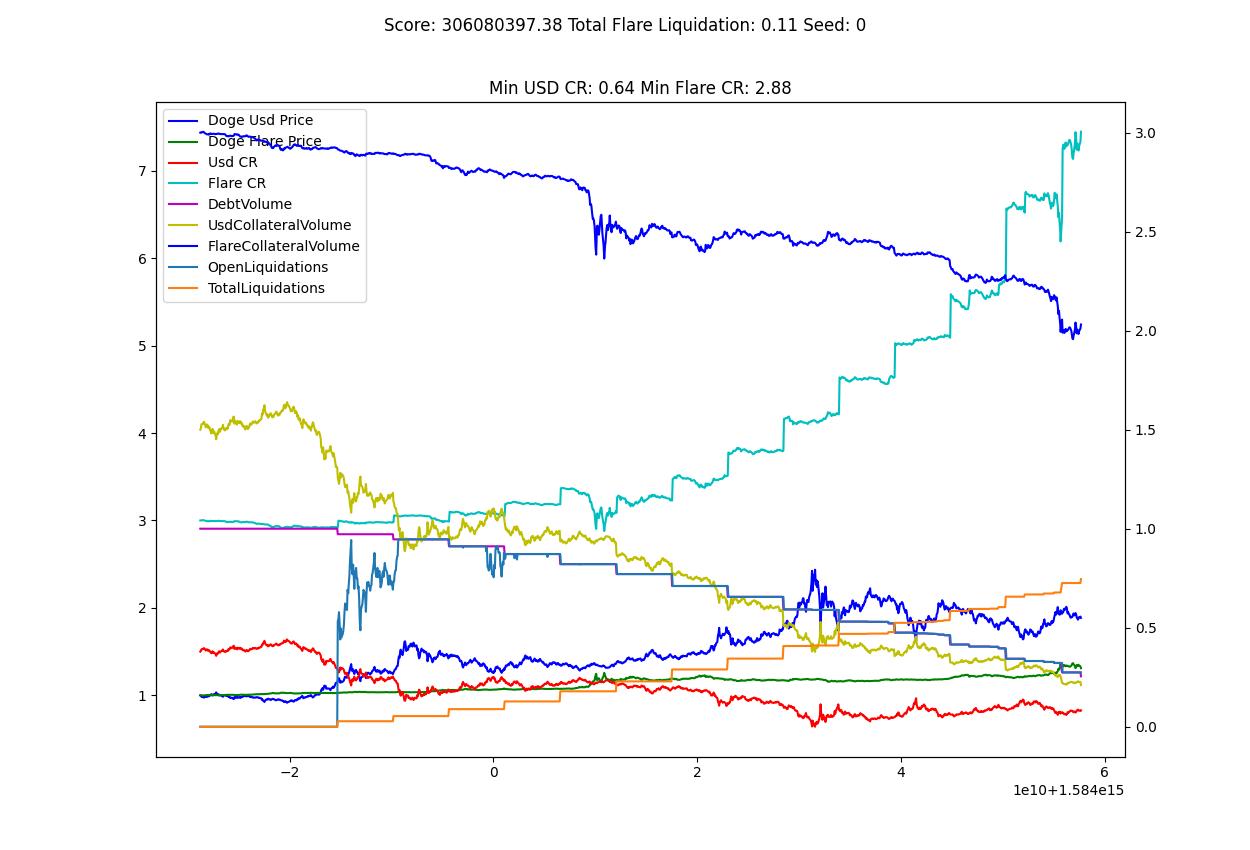 Score: 306080397.38 Total Flare Liquidation: 0.11 Seed: 0
Min USD CR: 0.64 Min Flare CR: 2.88
Doge Usd Price
Doge Flare Price
Usd CR
Flare CR
DebtVolume
UsdCollateralVolume
FlareCollateralVolume
OpenLiquidations
TotalLiquidations
7
6
5
4
3
2
1
3.0
2.5
2.0
1.5
1.0
0.5
0.0
−2
0
2
4
6
1e10+1.584e15